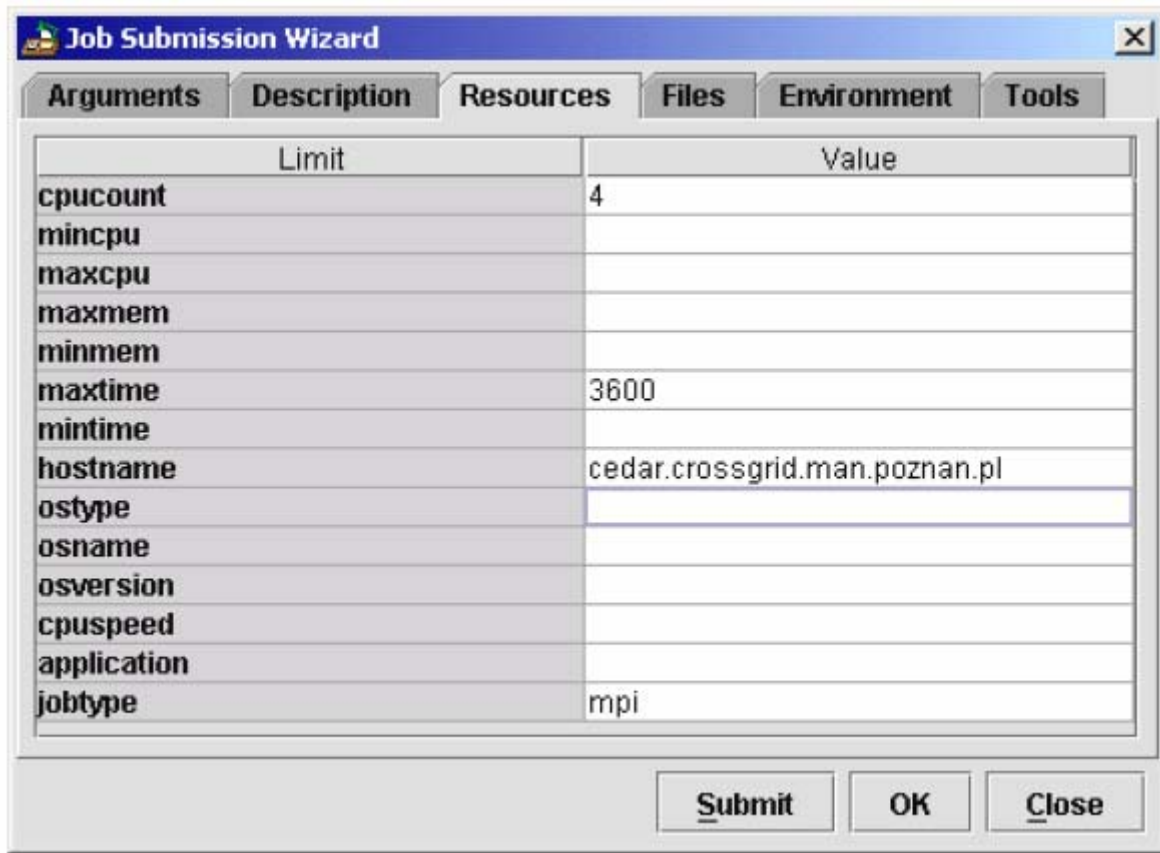 Job Submission Wizard
Arguments Description Resources Files Environment Tools
Limit Value
cpucount 4
mincpu
maxcpu
maxmem
minmem
maxtime 3600
mintime
hostname cedar.crossgrid.man.poznan.pl
ostype
osname
osversion
cpuspeed
application
jobtype mpi
Submit OK Close